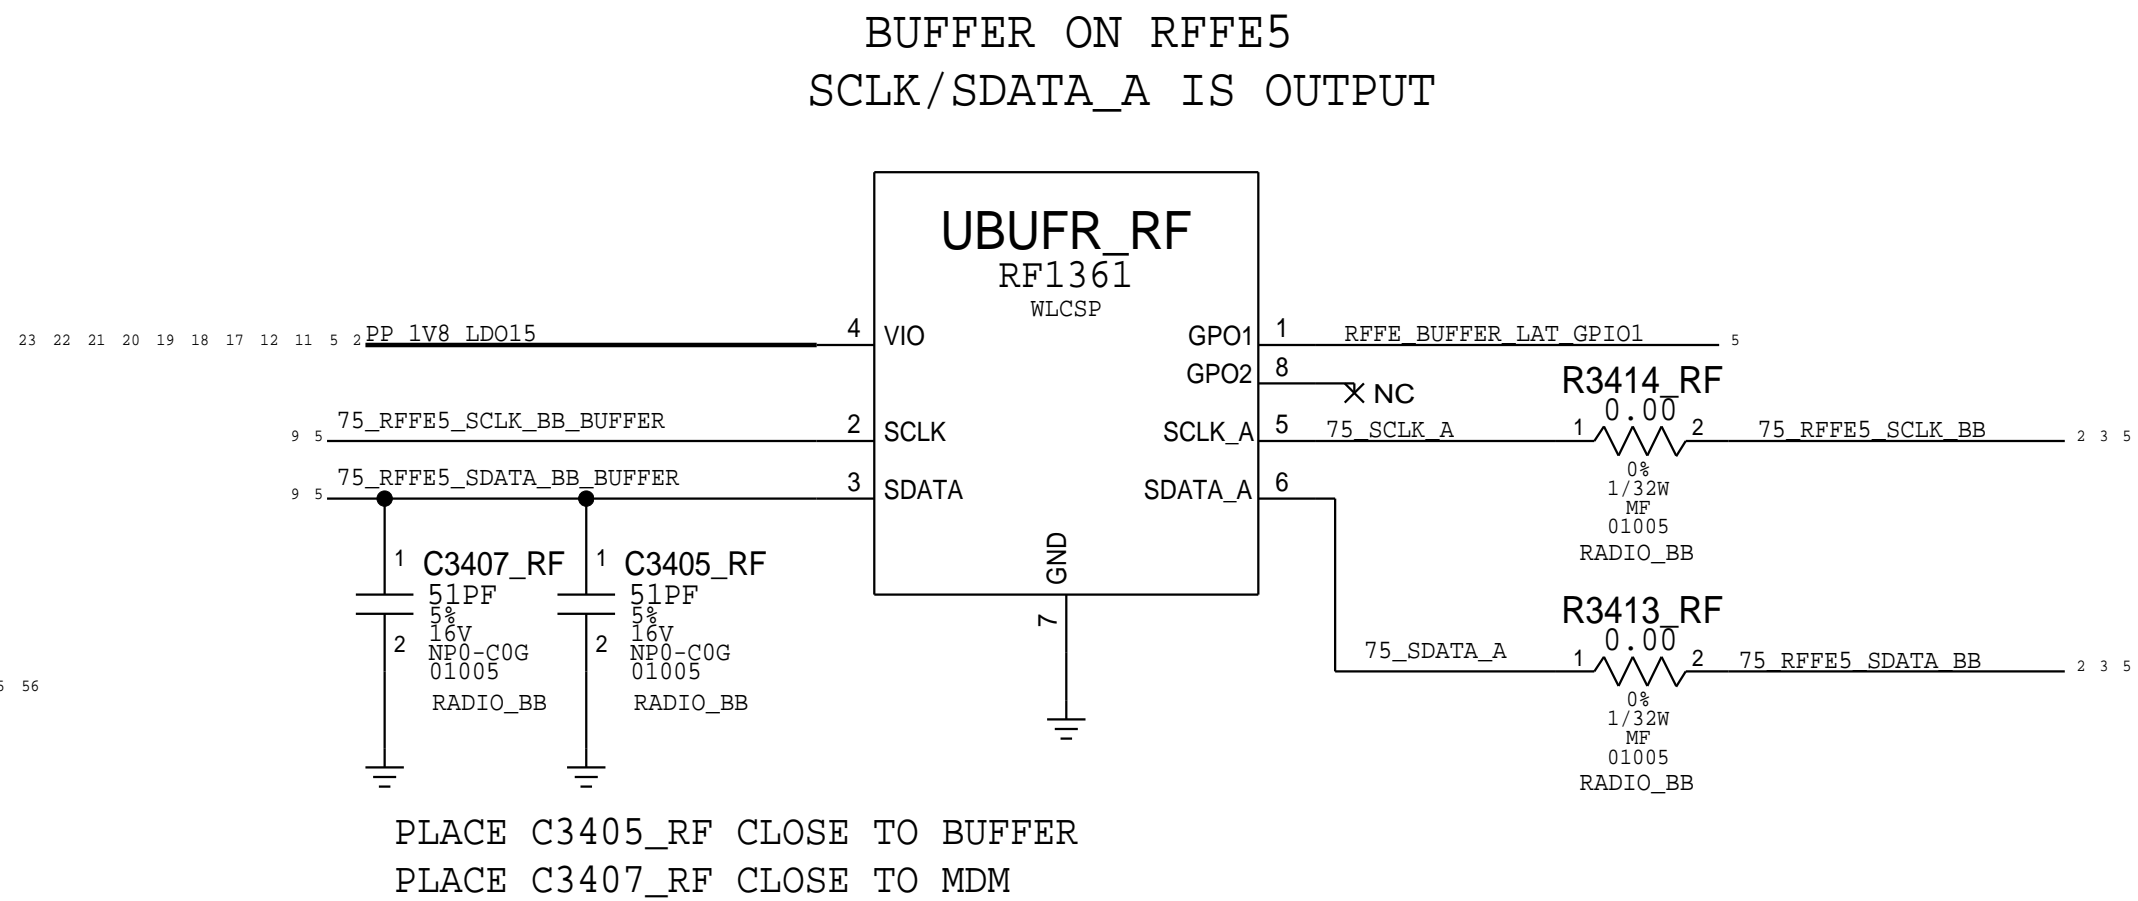 BUFFER ON RFFE5
SCLK/SDATA_A IS OUTPUT
UBUFR_RF
RF1361
WLCSP
23 22 21 20 19 18 17 12 11 5 2 PP_1V8_LDO15 4 VIO GPO1 1 RFFE_BUFFER_LAT_GPIO1 5
GPO2 8 NC
R3414_RF
0.00
9 5 75_RFFE5_SCLK_BB_BUFFER 2 SCLK SCLK_A 5 75_SCLK_A 1 2 75_RFFE5_SCLK_BB 2 3 5
0%
1/32W
MF
01005
RADIO_BB
9 5 75_RFFE5_SDATA_BB_BUFFER 3 SDATA SDATA_A 6
GND
7
1 C3407_RF
51PF
5%
16V
2 NP0-C0G
01005
RADIO_BB
1 C3405_RF
51PF
5%
16V
2 NP0-C0G
01005
RADIO_BB
R3413_RF
0.00
75_SDATA_A 1 2 75_RFFE5_SDATA_BB 2 3 5
0%
1/32W
MF
01005
RADIO_BB
56
PLACE C3405_RF CLOSE TO BUFFER
PLACE C3407_RF CLOSE TO MDM